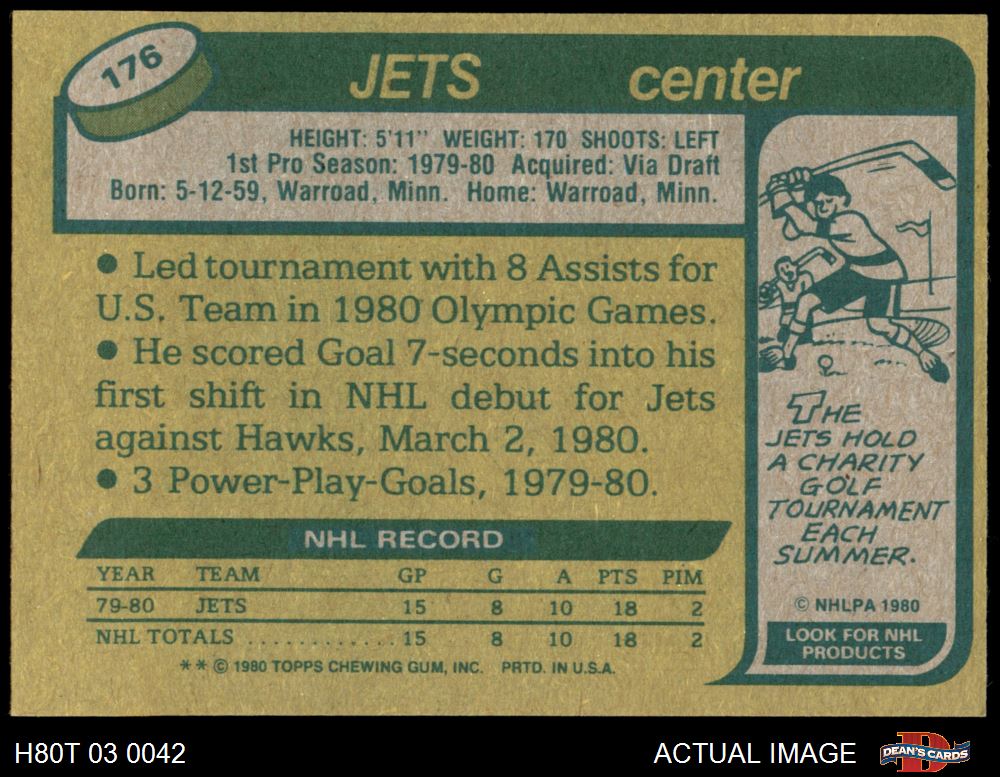 176
JETS center
HEIGHT: 5'11'' WEIGHT: 170 SHOOTS: LEFT
1st Pro Season: 1979-80 Acquired: Via Draft
Born: 5-12-59, Warroad, Minn. Home: Warroad, Minn.
● Led tournament with 8 Assists for
U.S. Team in 1980 Olympic Games.
● He scored Goal 7-seconds into his
first shift in NHL debut for Jets
against Hawks, March 2, 1980.
● 3 Power-Play-Goals, 1979-80.
NHL RECORD
YEAR TEAM GP G A PTS PIM
79-80 JETS 15 8 10 18 2
NHL TOTALS ............ 15 8 10 18 2
** © 1980 TOPPS CHEWING GUM, INC. PRTD. IN U.S.A.
THE
JETS HOLD
A CHARITY
GOLF
TOURNAMENT
EACH
SUMMER.
© NHLPA 1980
LOOK FOR NHL
PRODUCTS
H80T 03 0042
ACTUAL IMAGE
D
DEAN'S CARDS